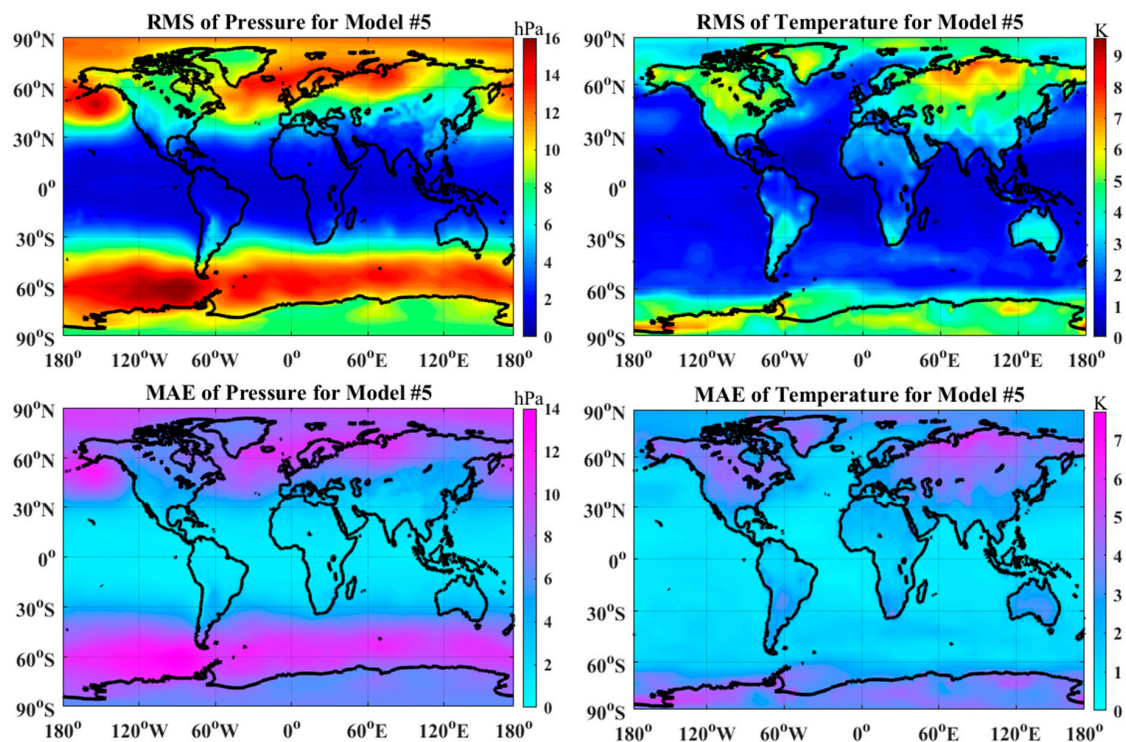 RMS of Pressure for Model #5
hPa
90°N
60°N
30°N
0°
30°S
60°S
90°S
16
14
12
10
8
6
4
2
0
180° 120°W 60°W 0° 60°E 120°E 180°
RMS of Temperature for Model #5
K
90°N
60°N
30°N
0°
30°S
60°S
90°S
9
8
7
6
5
4
3
2
1
0
180° 120°W 60°W 0° 60°E 120°E 180°
MAE of Pressure for Model #5
hPa
90°N
60°N
30°N
0°
30°S
60°S
90°S
14
12
10
8
6
4
2
0
180° 120°W 60°W 0° 60°E 120°E 180°
MAE of Temperature for Model #5
K
90°N
60°N
30°N
0°
30°S
60°S
90°S
7
6
5
4
3
2
1
0
180° 120°W 60°W 0° 60°E 120°E 180°